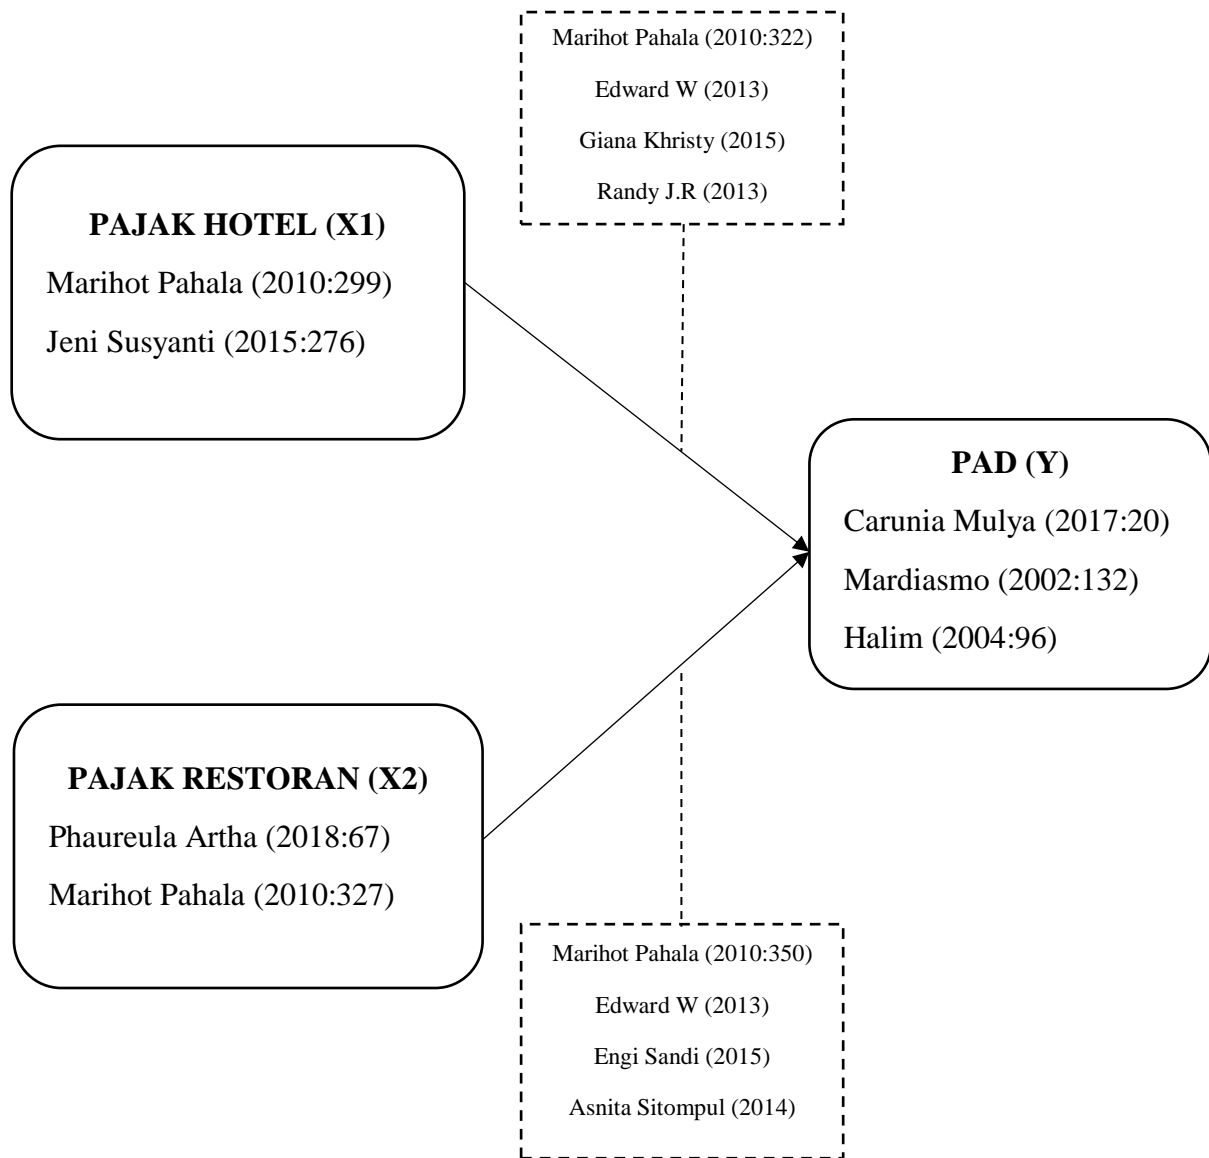 Marihot Pahala (2010:322)
Edward W (2013)
Giana Khristy (2015)
Randy J.R (2013)
PAJAK HOTEL (X1)
Marihot Pahala (2010:299)
Jeni Susyanti (2015:276)
PAD (Y)
Carunia Mulya (2017:20)
Mardiasmo (2002:132)
Halim (2004:96)
PAJAK RESTORAN (X2)
Phaureula Artha (2018:67)
Marihot Pahala (2010:327)
Marihot Pahala (2010:350)
Edward W (2013)
Engi Sandi (2015)
Asnita Sitompul (2014)